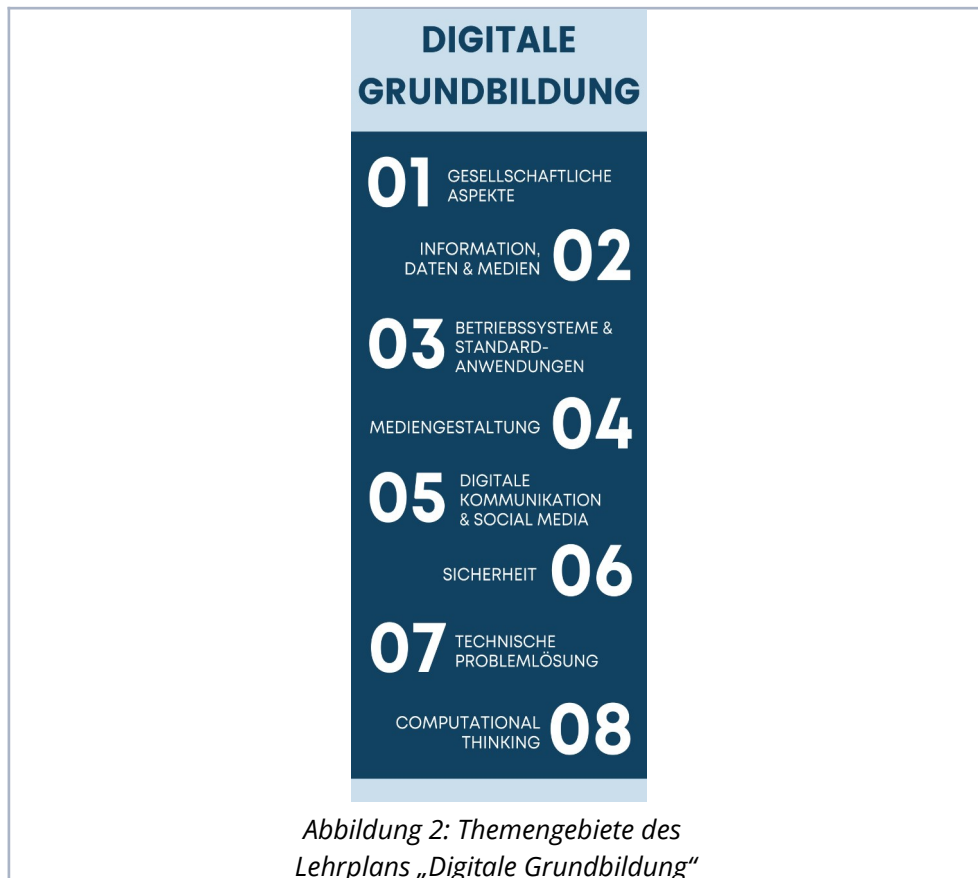 DIGITALE
GRUNDBILDUNG
01 GESELLSCHAFTLICHE
ASPEKTE
INFORMATION,
DATEN & MEDIEN 02
03 BETRIEBSSYSTEME &
STANDARD-
ANWENDUNGEN
MEDIENGESTALTUNG 04
05 DIGITALE
KOMMUNIKATION
& SOCIAL MEDIA
SICHERHEIT 06
07 TECHNISCHE
PROBLEMLÖSUNG
COMPUTATIONAL
THINKING 08
Abbildung 2: Themengebiete des
Lehrplans „Digitale Grundbildung“